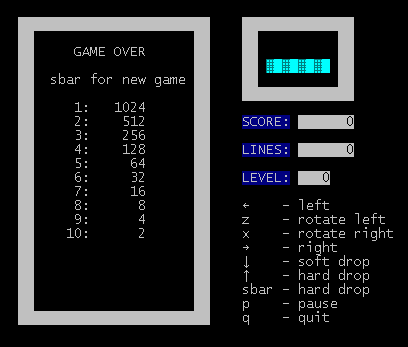 GAME OVER
sbar for new game
1: 1024
2: 512
3: 256
4: 128
5: 64
6: 32
7: 16
8: 8
9: 4
10: 2
SCORE: 0
LINES: 0
LEVEL: 0
← - left
z - rotate left
x - rotate right
→ - right
↓ - soft drop
↑ - hard drop
sbar - hard drop
p - pause
q - quit